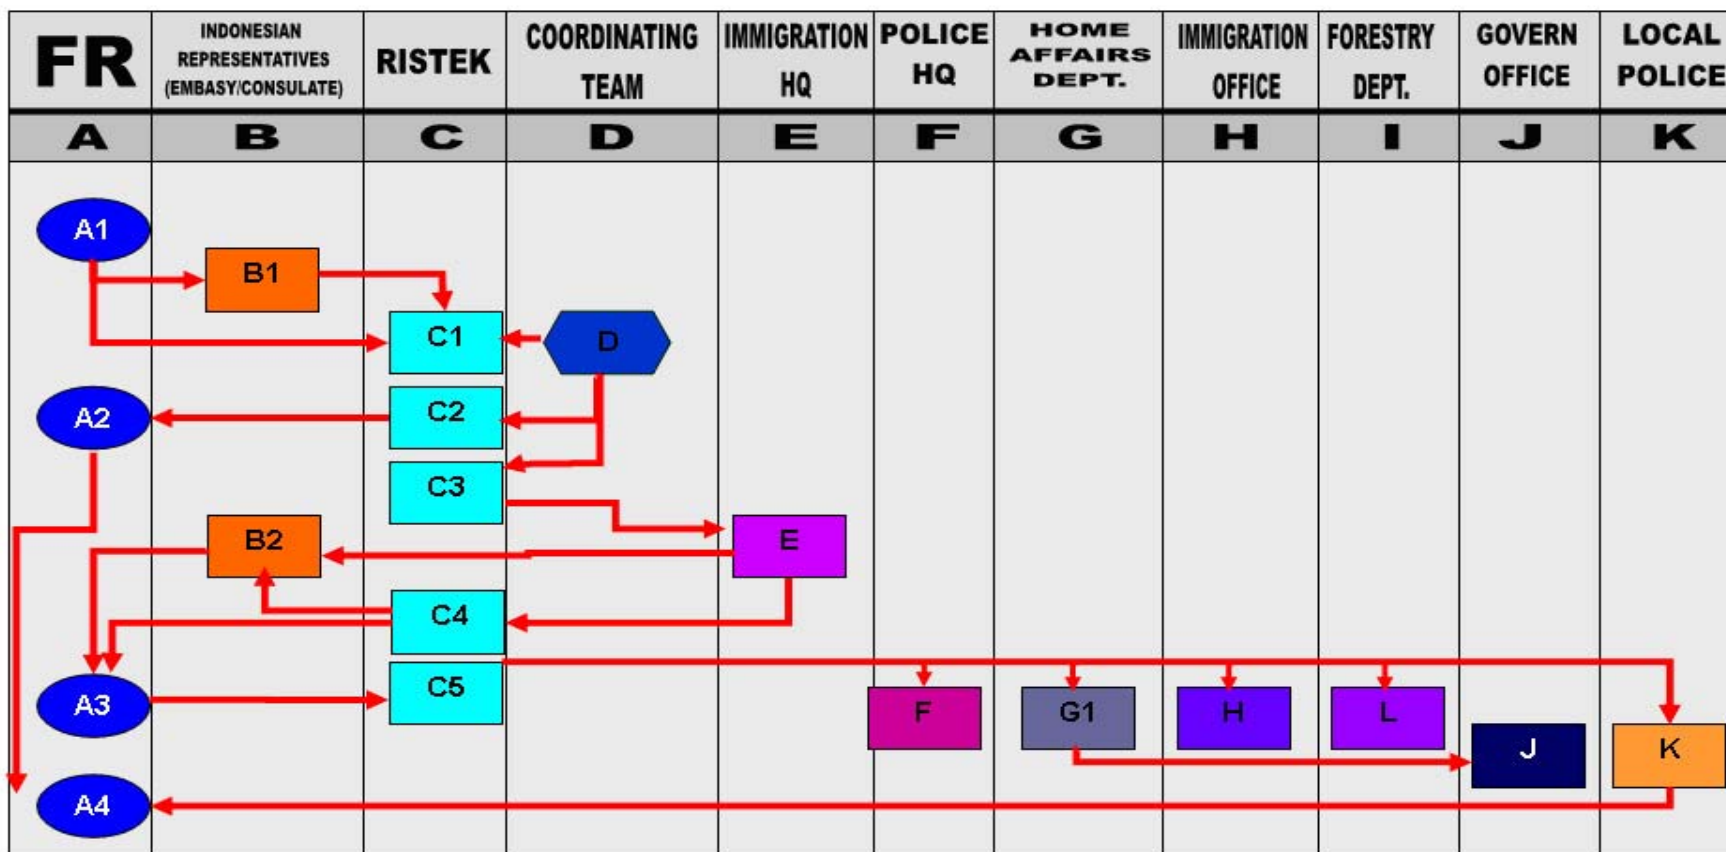 FR
INDONESIAN
REPRESENTATIVES
(EMBASY/CONSULATE)
RISTEK
COORDINATING
TEAM
IMMIGRATION
HQ
POLICE
HQ
HOME
AFFAIRS
DEPT.
IMMIGRATION
OFFICE
FORESTRY
DEPT.
GOVERN
OFFICE
LOCAL
POLICE
A B C D E F G H I J K
A1
B1
C1 D
A2 C2
C3
B2 E
C4
A3 C5 F G1 H L
J K
A4